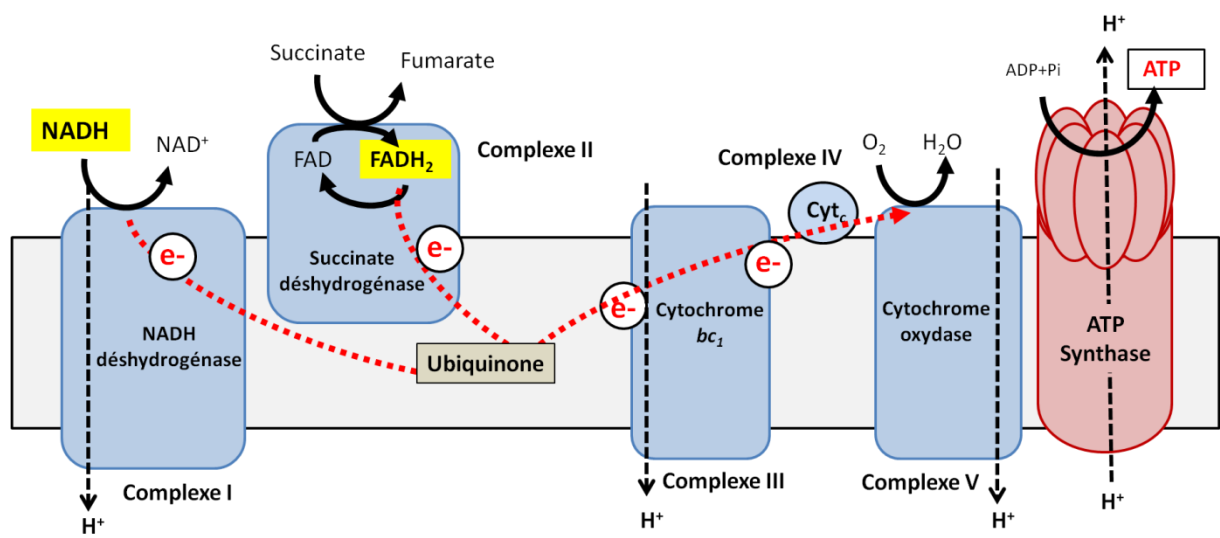 H⁺
Succinate
Fumarate
ADP+Pi
ATP
NADH
NAD⁺
FAD
FADH₂
Complexe II
Complexe IV
O₂
H₂O
Cytc
e-
e-
e-
e-
Succinate
déshydrogénase
NADH
déshydrogénase
Ubiquinone
Cytochrome
bc₁
Cytochrome
oxydase
ATP
Synthase
Complexe I
Complexe III
Complexe V
H⁺
H⁺
H⁺
H⁺